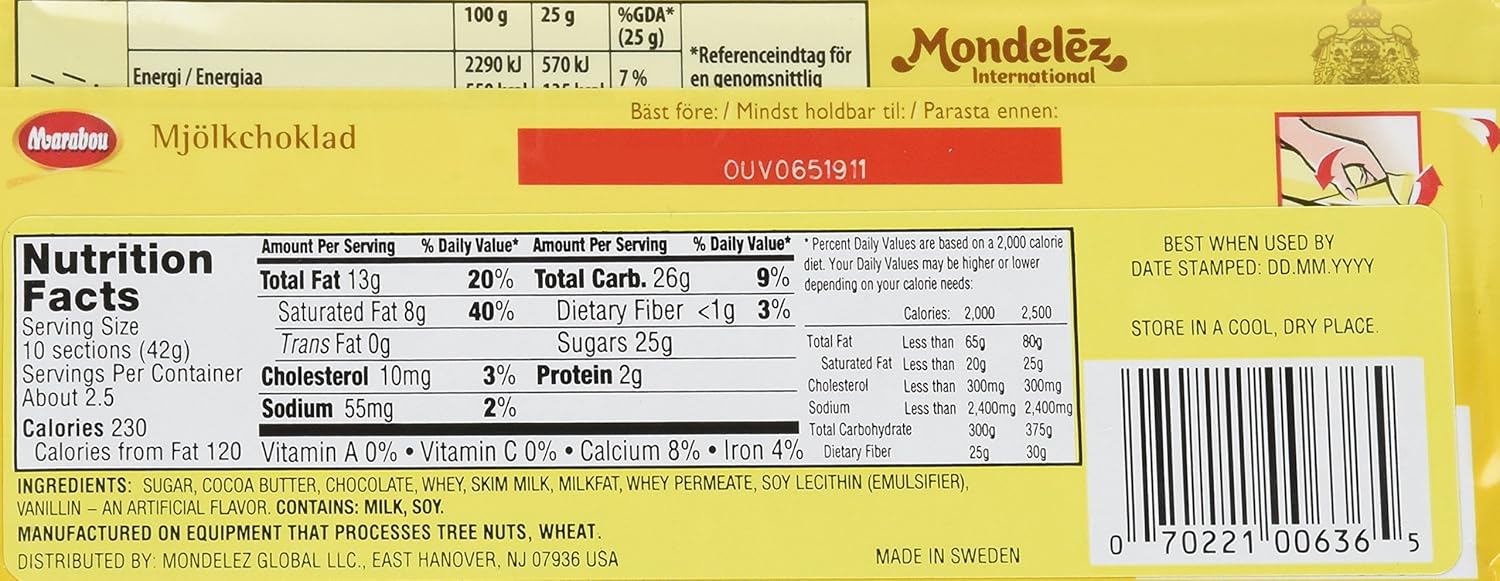 100 g 25 g %GDA*
(25 g)
Energi / Energiaa 2290 kJ 570 kJ 7 %
*Referenceindtag för
en genomsnittlig
Mondelēz
International
Marabou Mjölkchoklad
Bäst före: / Mindst holdbar til: / Parasta ennen:
OUV0651911
Nutrition
Facts
Serving Size
10 sections (42g)
Servings Per Container
About 2.5
Calories 230
Calories from Fat 120
Amount Per Serving % Daily Value* Amount Per Serving % Daily Value*
Total Fat 13g 20% Total Carb. 26g 9%
Saturated Fat 8g 40% Dietary Fiber <1g 3%
Trans Fat 0g Sugars 25g
Cholesterol 10mg 3% Protein 2g
Sodium 55mg 2%
Vitamin A 0% • Vitamin C 0% • Calcium 8% • Iron 4%
* Percent Daily Values are based on a 2,000 calorie
diet. Your Daily Values may be higher or lower
depending on your calorie needs:
Calories: 2,000 2,500
Total Fat Less than 65g 80g
Saturated Fat Less than 20g 25g
Cholesterol Less than 300mg 300mg
Sodium Less than 2,400mg 2,400mg
Total Carbohydrate 300g 375g
Dietary Fiber 25g 30g
INGREDIENTS: SUGAR, COCOA BUTTER, CHOCOLATE, WHEY, SKIM MILK, MILKFAT, WHEY PERMEATE, SOY LECITHIN (EMULSIFIER),
VANILLIN – AN ARTIFICIAL FLAVOR. CONTAINS: MILK, SOY.
MANUFACTURED ON EQUIPMENT THAT PROCESSES TREE NUTS, WHEAT.
DISTRIBUTED BY: MONDELEZ GLOBAL LLC., EAST HANOVER, NJ 07936 USA
MADE IN SWEDEN
BEST WHEN USED BY
DATE STAMPED: DD.MM.YYYY
STORE IN A COOL, DRY PLACE.
0 70221 00636 5